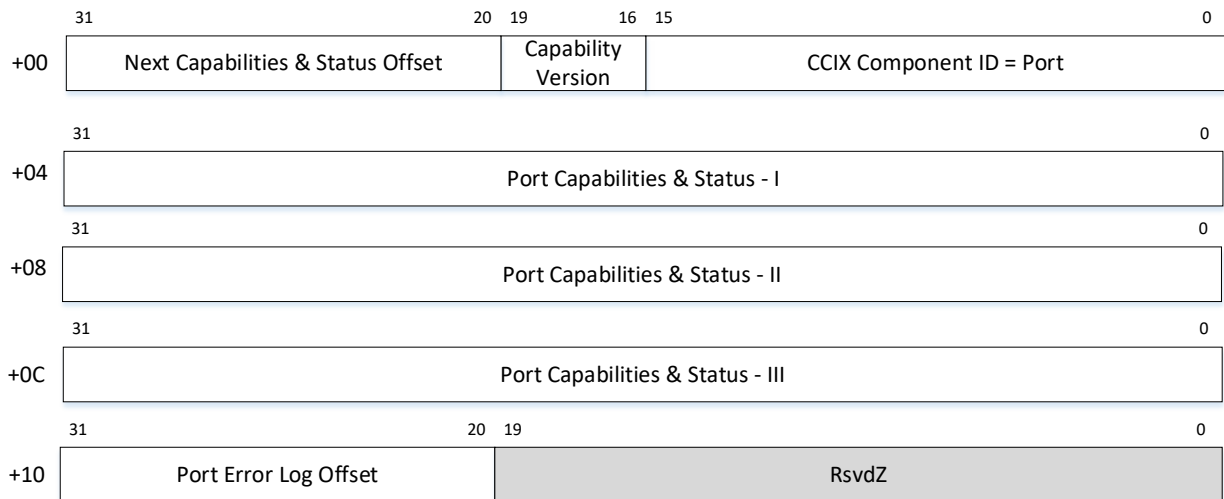 31 20 19 16 15 0
+00 Next Capabilities & Status Offset Capability Version CCIX Component ID = Port
31 0
+04 Port Capabilities & Status - I
31 0
+08 Port Capabilities & Status - II
31 0
+0C Port Capabilities & Status - III
31 20 19 0
+10 Port Error Log Offset RsvdZ